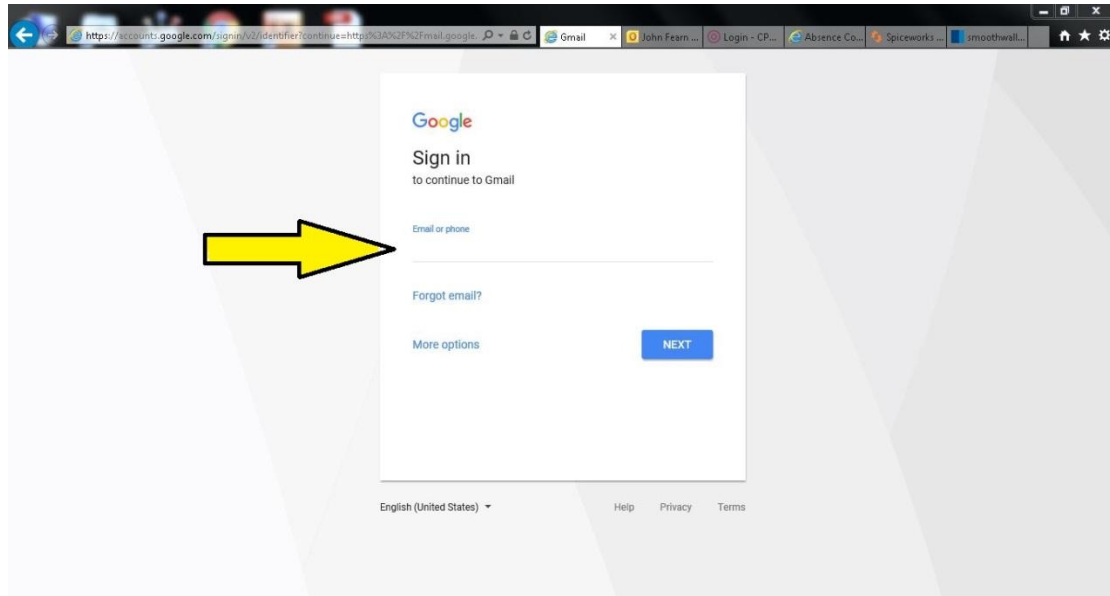 https://accounts.google.com/signin/v2/identifier?continue=https%3A%2F%2Fmail.google. Gmail John Fearn ... Login - CP... Absence Co... Spiceworks ... smoothwall...
Google
Sign in
to continue to Gmail
Email or phone
Forgot email?
More options NEXT
English (United States) Help Privacy Terms